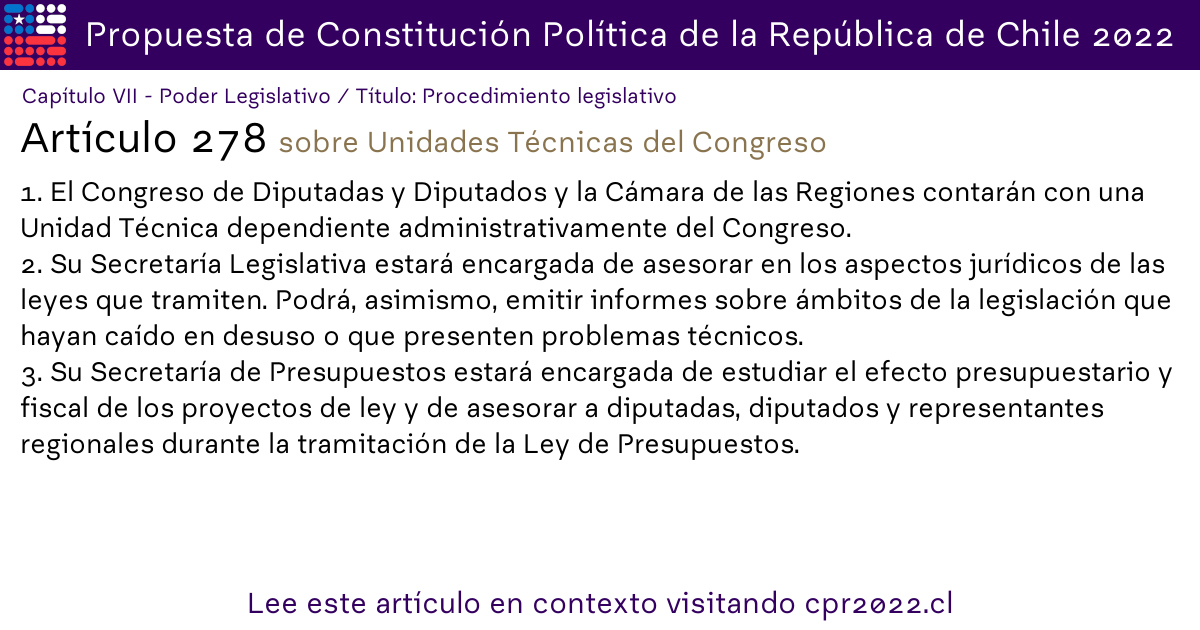 Propuesta de Constitución Política de la República de Chile 2022
Capítulo VII - Poder Legislativo / Título: Procedimiento legislativo
Artículo 278 sobre Unidades Técnicas del Congreso
1. El Congreso de Diputadas y Diputados y la Cámara de las Regiones contarán con una
Unidad Técnica dependiente administrativamente del Congreso.
2. Su Secretaría Legislativa estará encargada de asesorar en los aspectos jurídicos de las
leyes que tramiten. Podrá, asimismo, emitir informes sobre ámbitos de la legislación que
hayan caído en desuso o que presenten problemas técnicos.
3. Su Secretaría de Presupuestos estará encargada de estudiar el efecto presupuestario y
fiscal de los proyectos de ley y de asesorar a diputadas, diputados y representantes
regionales durante la tramitación de la Ley de Presupuestos.
Lee este artículo en contexto visitando cpr2022.cl